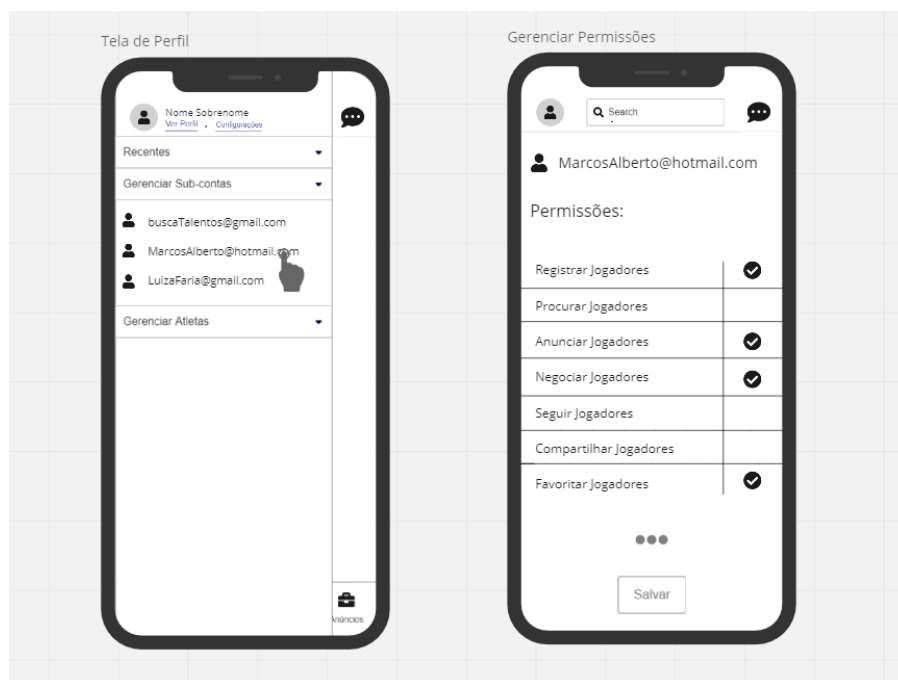 Tela de Perfil
Nome Sobrenome
Ver Perfil . Configurações
Recentes
Gerenciar Sub-contas
buscaTalentos@gmail.com
MarcosAlberto@hotmail.com
LuizaFaria@gmail.com
Gerenciar Atletas
Anúncios
Gerenciar Permissões
Search
MarcosAlberto@hotmail.com
Permissões:
Registrar Jogadores
Procurar Jogadores
Anunciar Jogadores
Negociar Jogadores
Seguir Jogadores
Compartilhar Jogadores
Favoritar Jogadores
Salvar